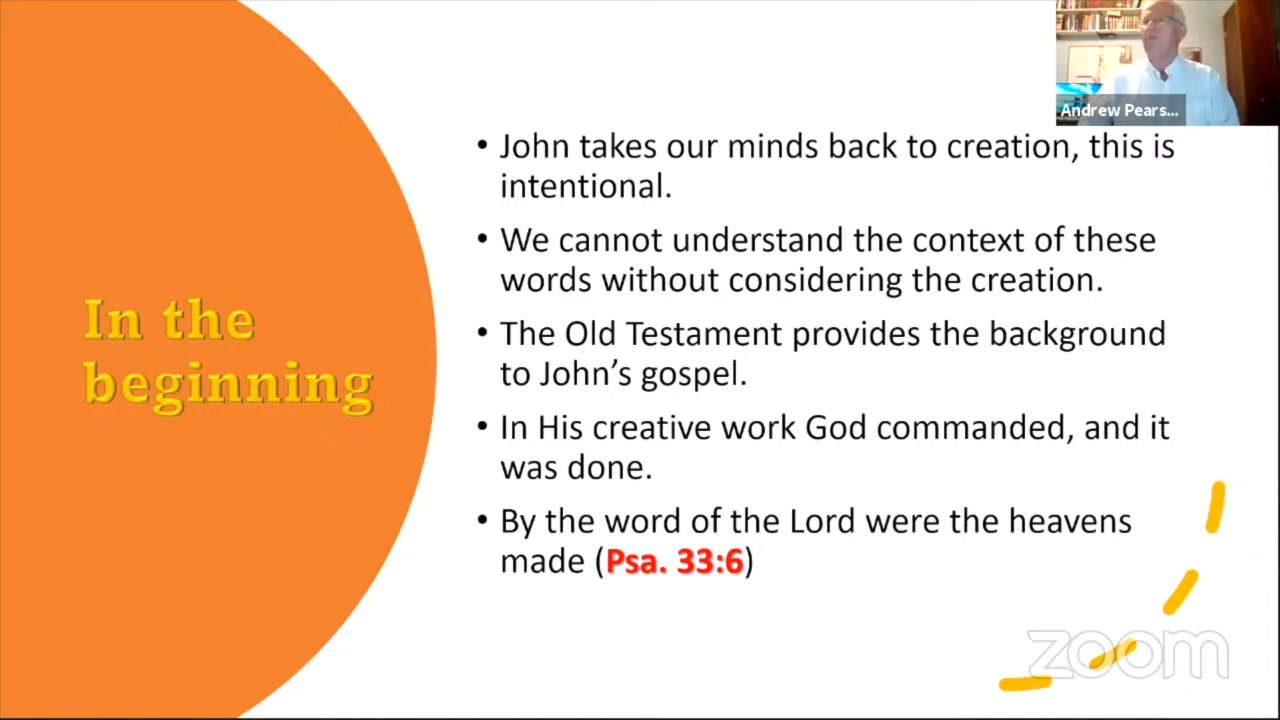 Andrew Pears...
In the
beginning
• John takes our minds back to creation, this is
intentional.
• We cannot understand the context of these
words without considering the creation.
• The Old Testament provides the background
to John’s gospel.
• In His creative work God commanded, and it
was done.
• By the word of the Lord were the heavens
made (Psa. 33:6)
zoom